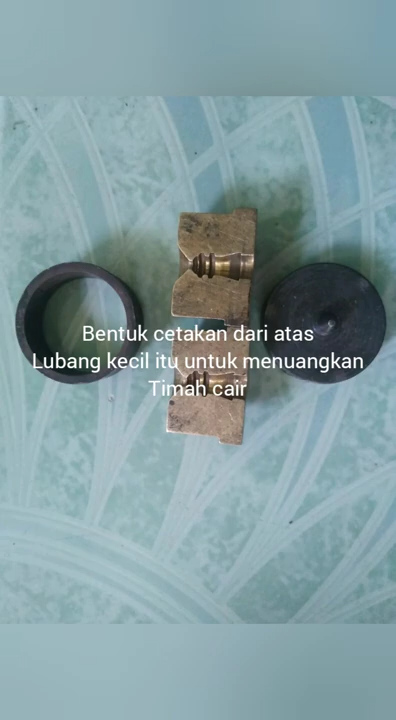 Bentuk cetakan dari atas
Lubang kecil itu untuk menuangkan
Timah cair